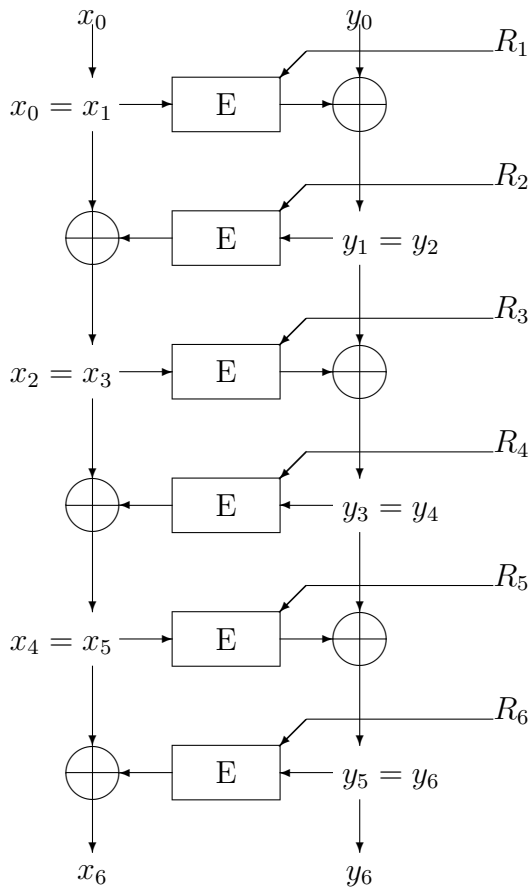 x₀ y₀
R₁
x₀ = x₁ E
R₂
E y₁ = y₂
R₃
x₂ = x₃ E
R₄
E y₃ = y₄
R₅
x₄ = x₅ E
R₆
E y₅ = y₆
x₆ y₆